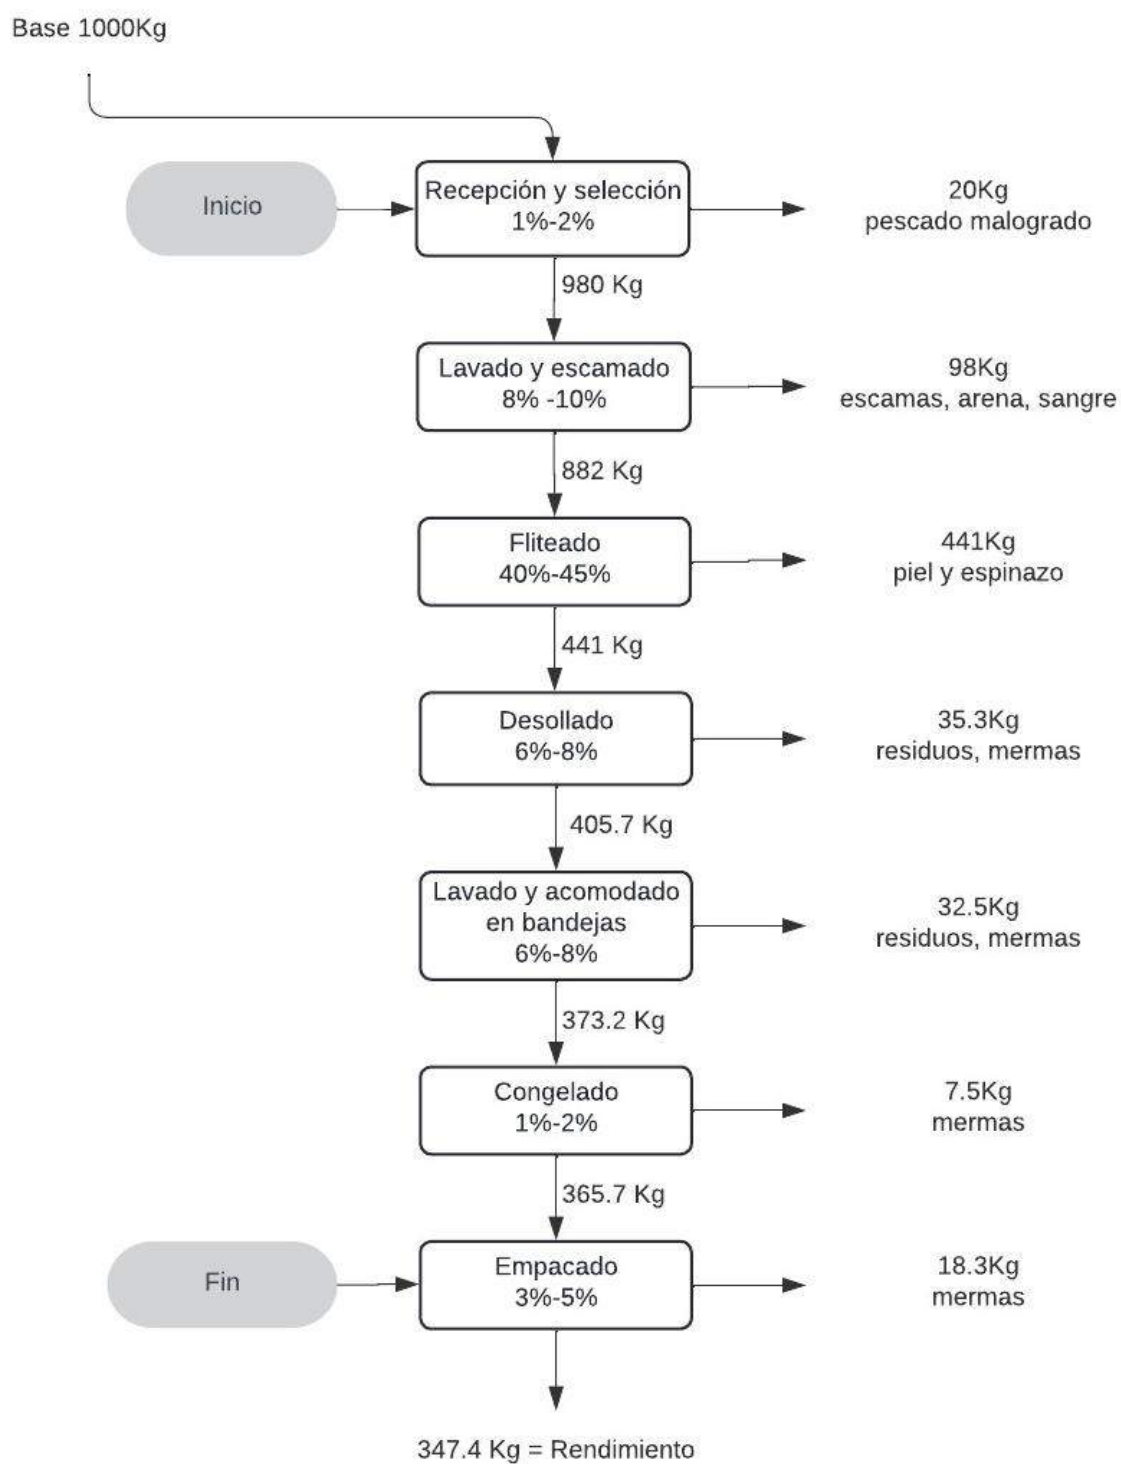 Base 1000Kg
Inicio
Recepción y selección
1%-2%
20Kg
pescado malogrado
980 Kg
Lavado y escamado
8% -10%
98Kg
escamas, arena, sangre
882 Kg
Fliteado
40%-45%
441Kg
piel y espinazo
441 Kg
Desollado
6%-8%
35.3Kg
residuos, mermas
405.7 Kg
Lavado y acomodado
en bandejas
6%-8%
32.5Kg
residuos, mermas
373.2 Kg
Congelado
1%-2%
7.5Kg
mermas
365.7 Kg
Fin
Empacado
3%-5%
18.3Kg
mermas
347.4 Kg = Rendimiento